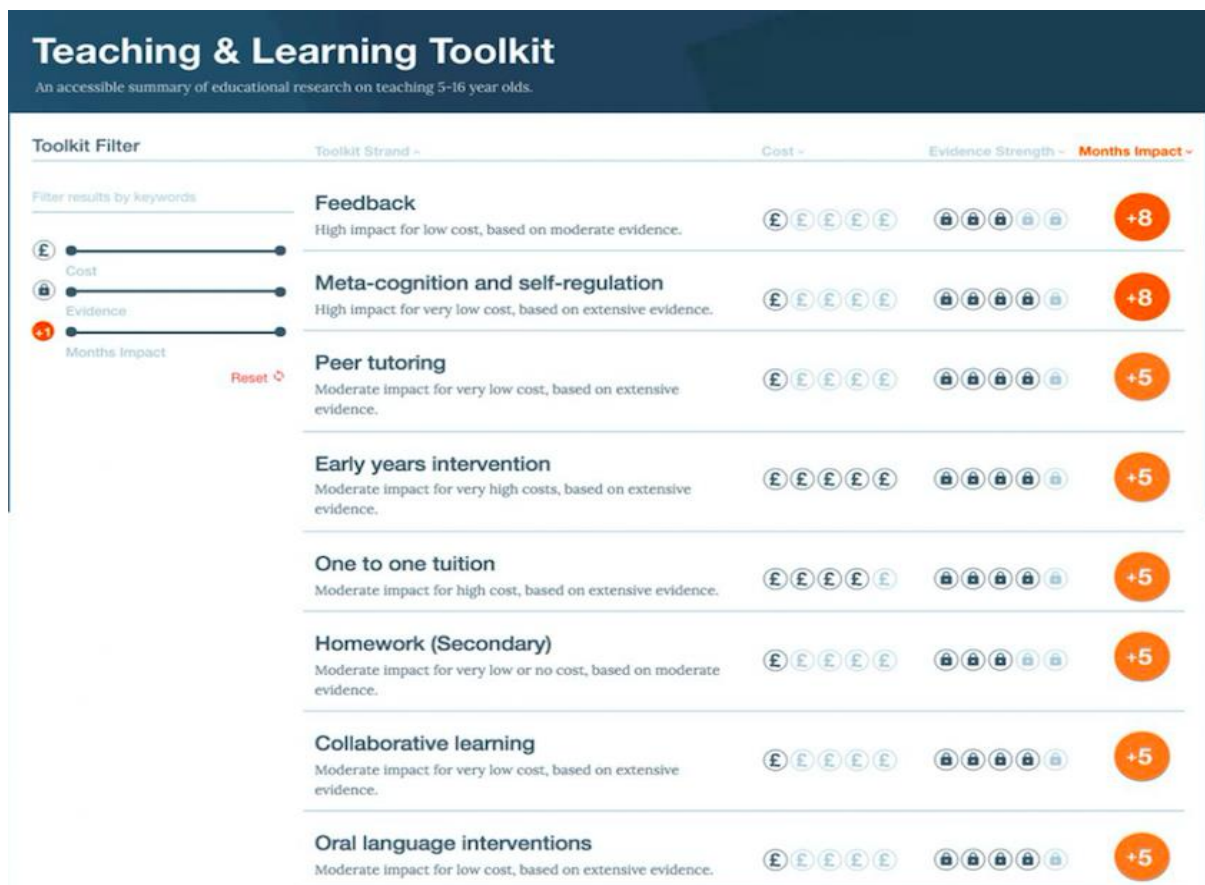 Teaching & Learning Toolkit
An accessible summary of educational research on teaching 5-16 year olds.
Toolkit Filter
Filter results by keywords
£
Cost
Evidence
+1
Months Impact
Reset
Toolkit Strand
Cost
Evidence Strength
Months Impact
Feedback
High impact for low cost, based on moderate evidence.
£ £ £ £ £
+8
Meta-cognition and self-regulation
High impact for very low cost, based on extensive evidence.
£ £ £ £ £
+8
Peer tutoring
Moderate impact for very low cost, based on extensive
evidence.
£ £ £ £ £
+5
Early years intervention
Moderate impact for very high costs, based on extensive
evidence.
£ £ £ £ £
+5
One to one tuition
Moderate impact for high cost, based on extensive evidence.
£ £ £ £ £
+5
Homework (Secondary)
Moderate impact for very low or no cost, based on moderate
evidence.
£ £ £ £ £
+5
Collaborative learning
Moderate impact for very low cost, based on extensive
evidence.
£ £ £ £ £
+5
Oral language interventions
Moderate impact for low cost, based on extensive evidence.
£ £ £ £ £
+5